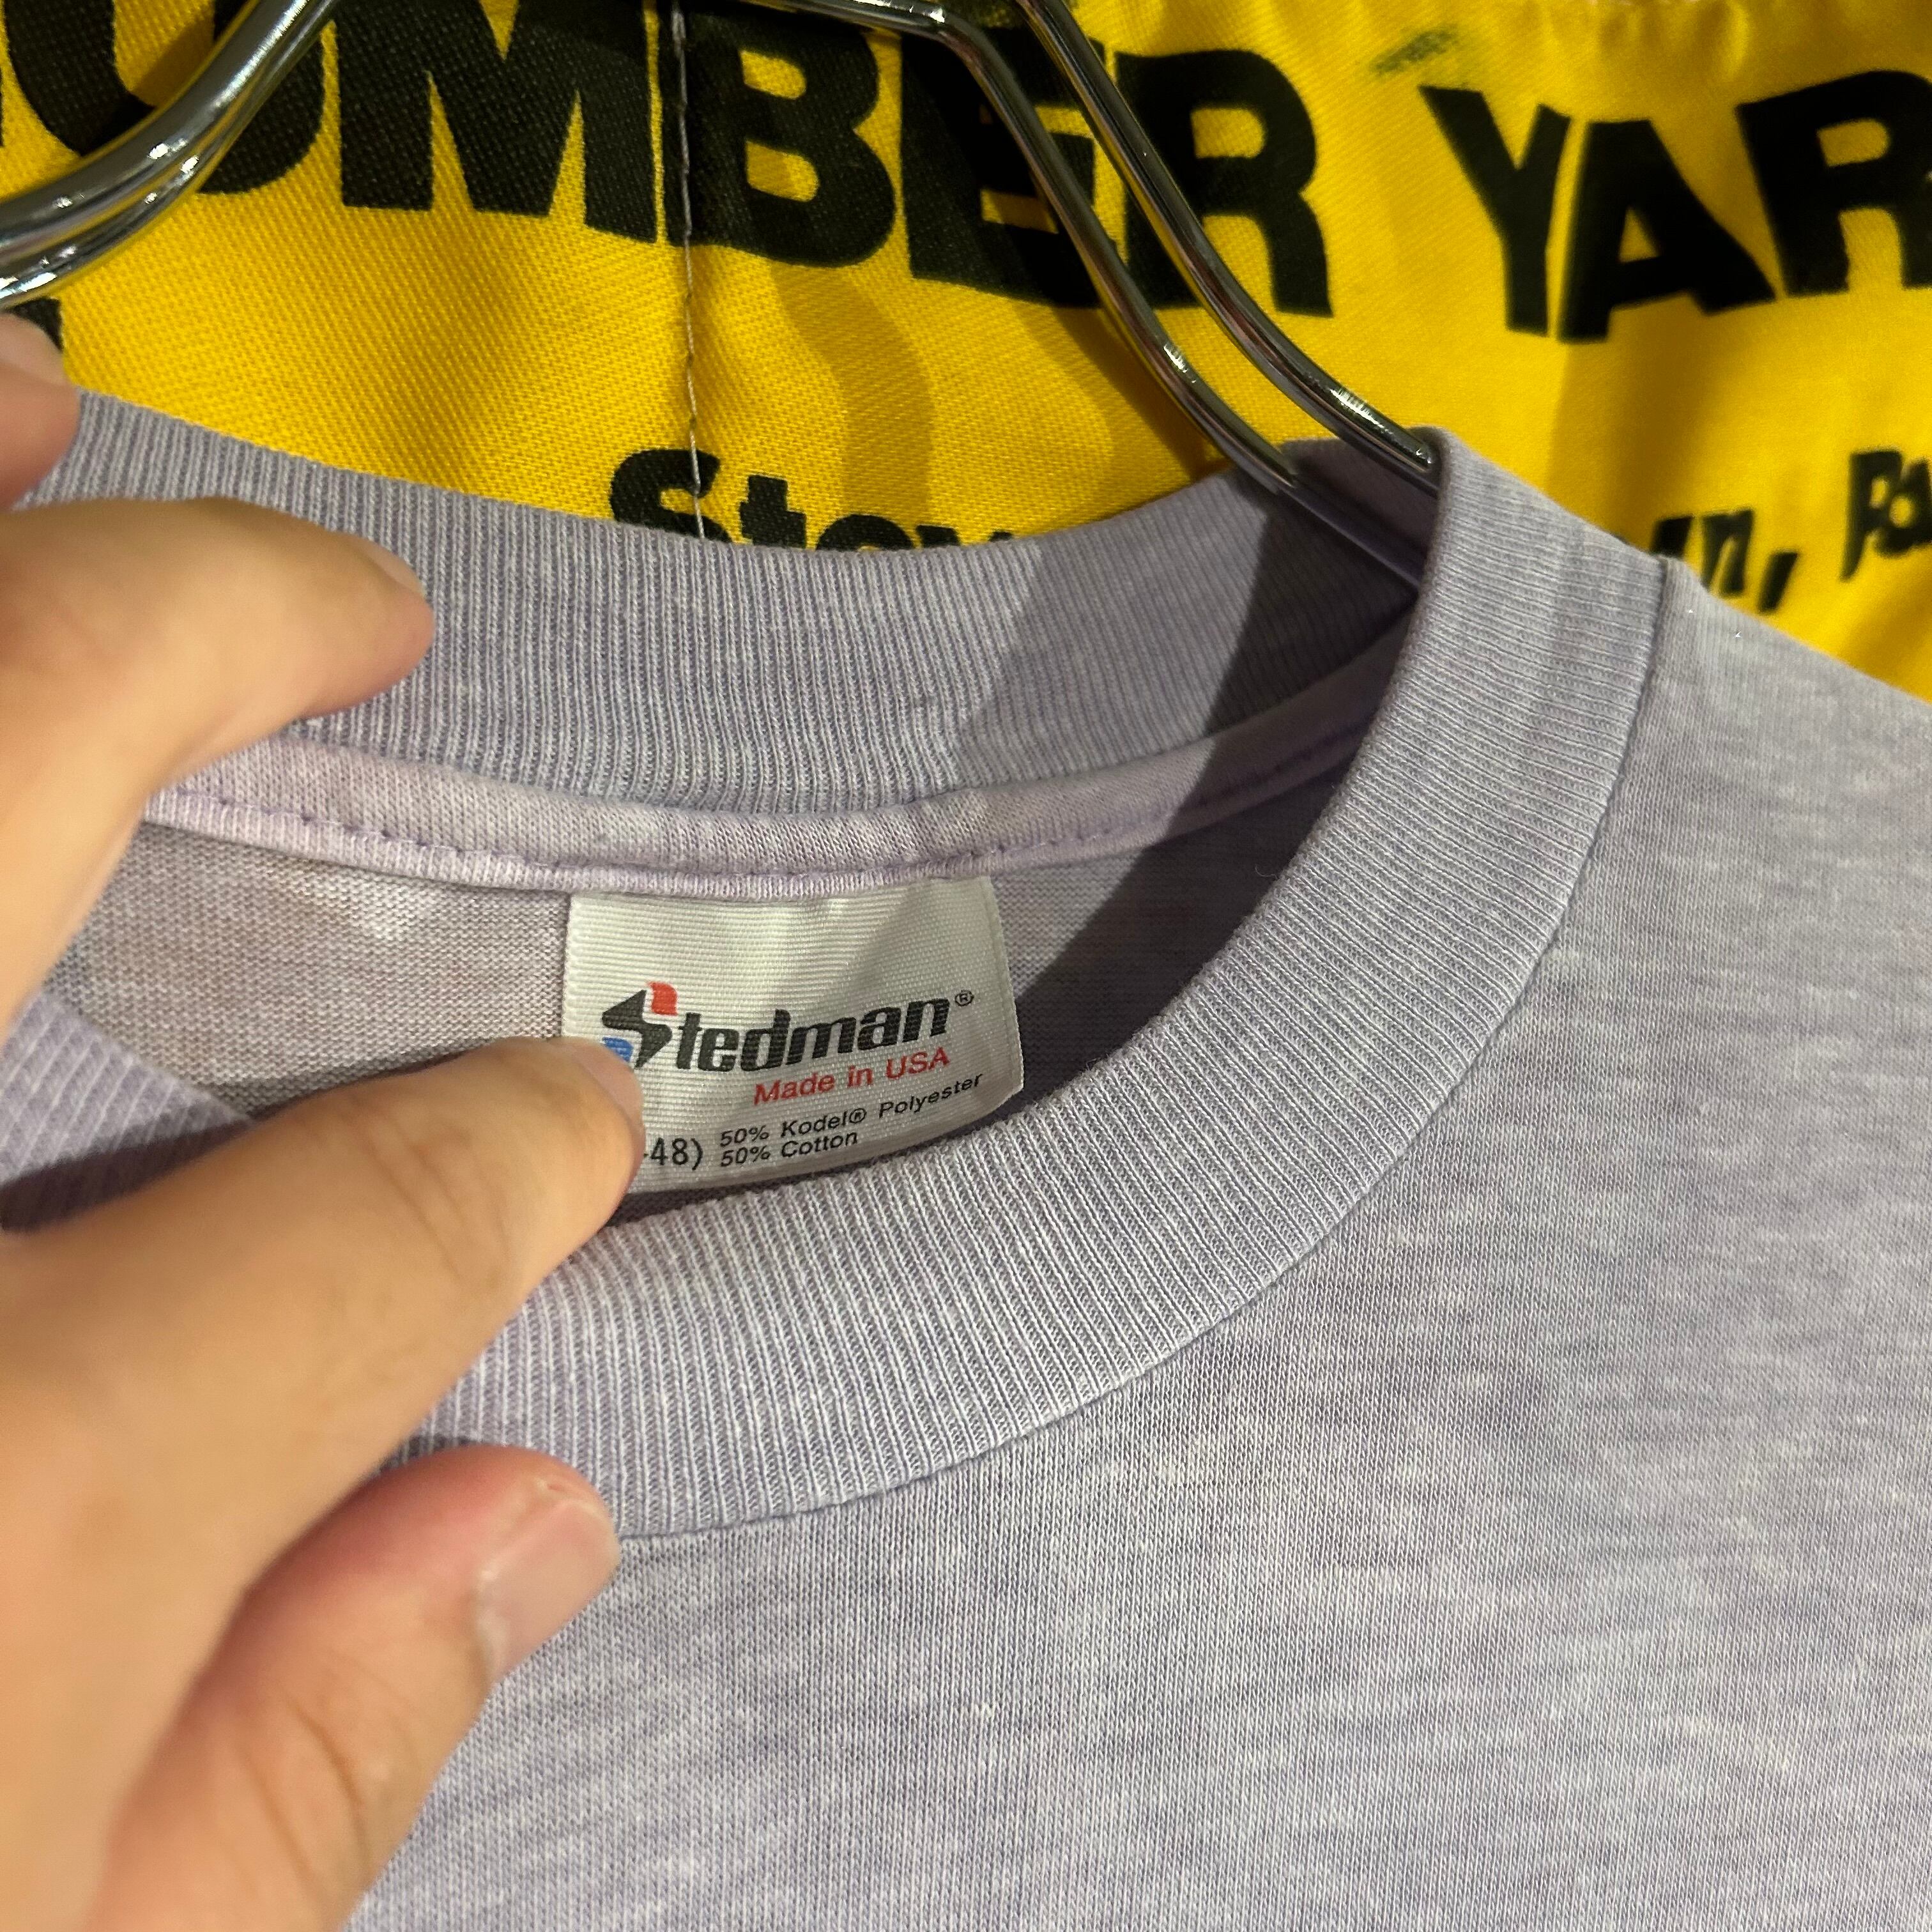 UMBER YAR
Stedman®
Made in USA
50% Kodel® Polyester
-48) 50% Cotton